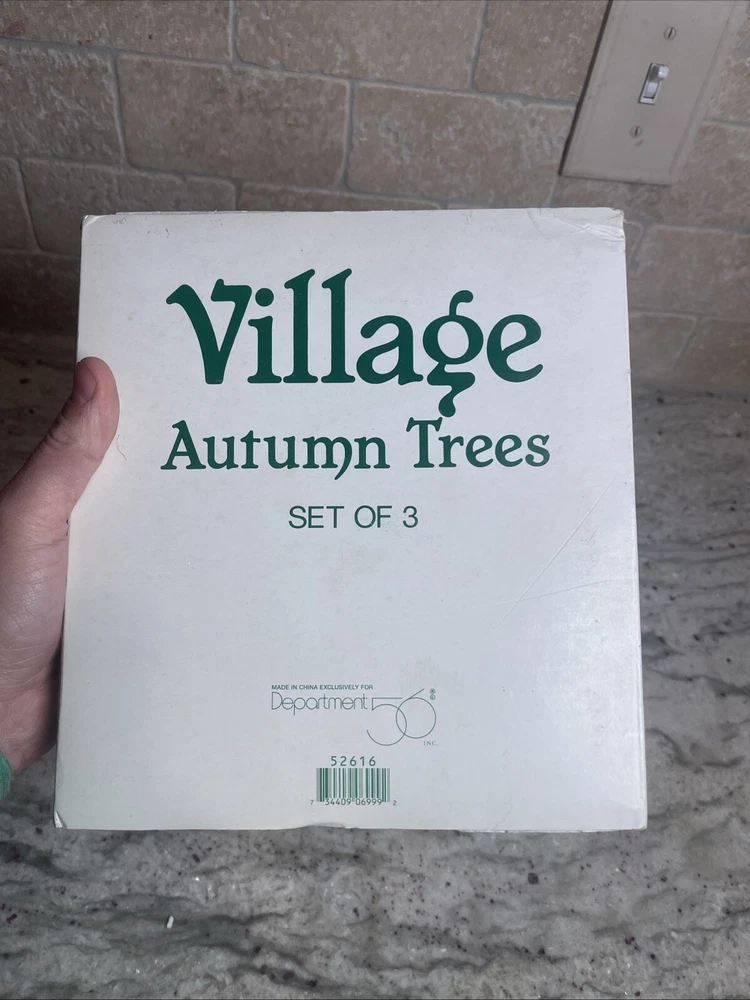 Village
Autumn Trees
SET OF 3
MADE IN CHINA EXCLUSIVELY FOR
Department 56 ®
INC.
52616
7 34409 06999 2